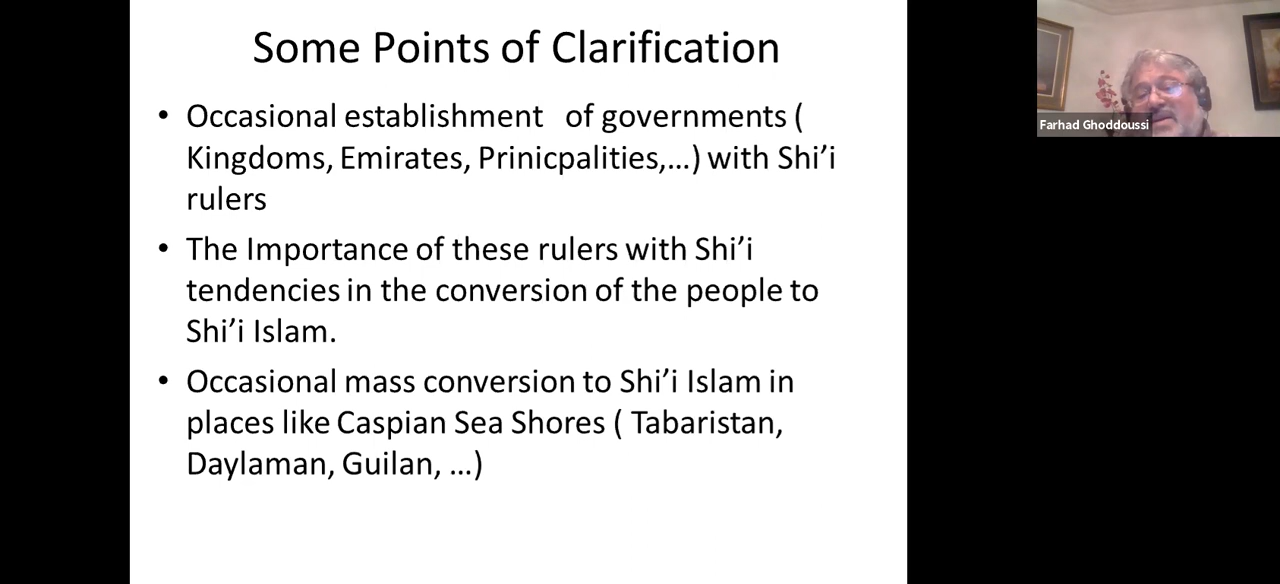 Some Points of Clarification
• Occasional establishment of governments (
Kingdoms, Emirates, Prinicpalities,...) with Shi'i
rulers
• The Importance of these rulers with Shi'i
tendencies in the conversion of the people to
Shi'i Islam.
• Occasional mass conversion to Shi'i Islam in
places like Caspian Sea Shores ( Tabaristan,
Daylaman, Guilan, ...)
Farhad Ghoddoussi